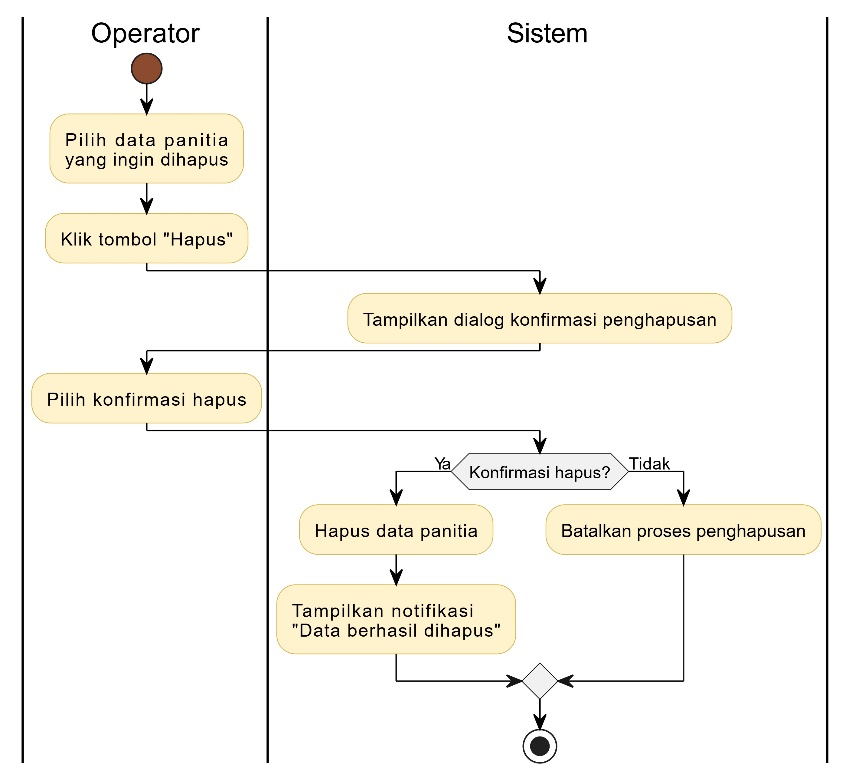 Operator
Sistem
Pilih data panitia
yang ingin dihapus
Klik tombol "Hapus"
Tampilkan dialog konfirmasi penghapusan
Pilih konfirmasi hapus
Ya
Konfirmasi hapus?
Tidak
Hapus data panitia
Batalkan proses penghapusan
Tampilkan notifikasi
"Data berhasil dihapus"